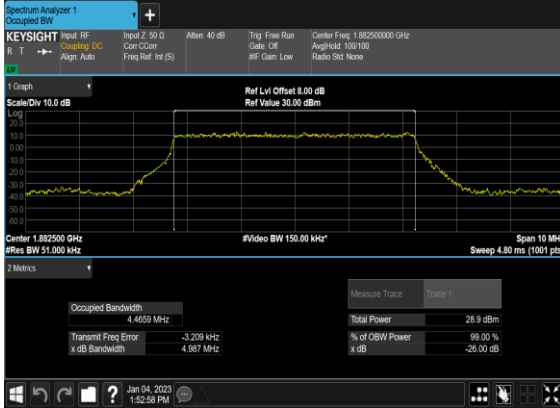 Spectrum Analyzer 1
Occupied BW
+
KEYSIGHT Input: RF Input Z: 50 Ω Atten: 40 dB Trig: Free Run Center Freq: 1.882500000 GHz
R T Coupling: DC Corr CCorr Gate: Off Avg|Hold: 100/100
Align: Auto Freq Ref: Int (S) #IF Gain: Low Radio Std: None
LW
1 Graph
Ref Lvl Offset 8.00 dB
Scale/Div 10.0 dB Ref Value 30.00 dBm
Log
20.0
10.0
0.00
-10.0
-20.0
-30.0
-40.0
-50.0
-60.0
Center 1.882500 GHz #Video BW 150.00 kHz* Span 10 MH
#Res BW 51.000 kHz Sweep 4.80 ms (1001 pts
2 Metrics
Measure Trace Trace 1
Occupied Bandwidth
4.4659 MHz Total Power 28.9 dBm
Transmit Freq Error -3.209 kHz % of OBW Power 99.00 %
x dB Bandwidth 4.987 MHz x dB -26.00 dB
? Jan 04, 2023
1:52:58 PM